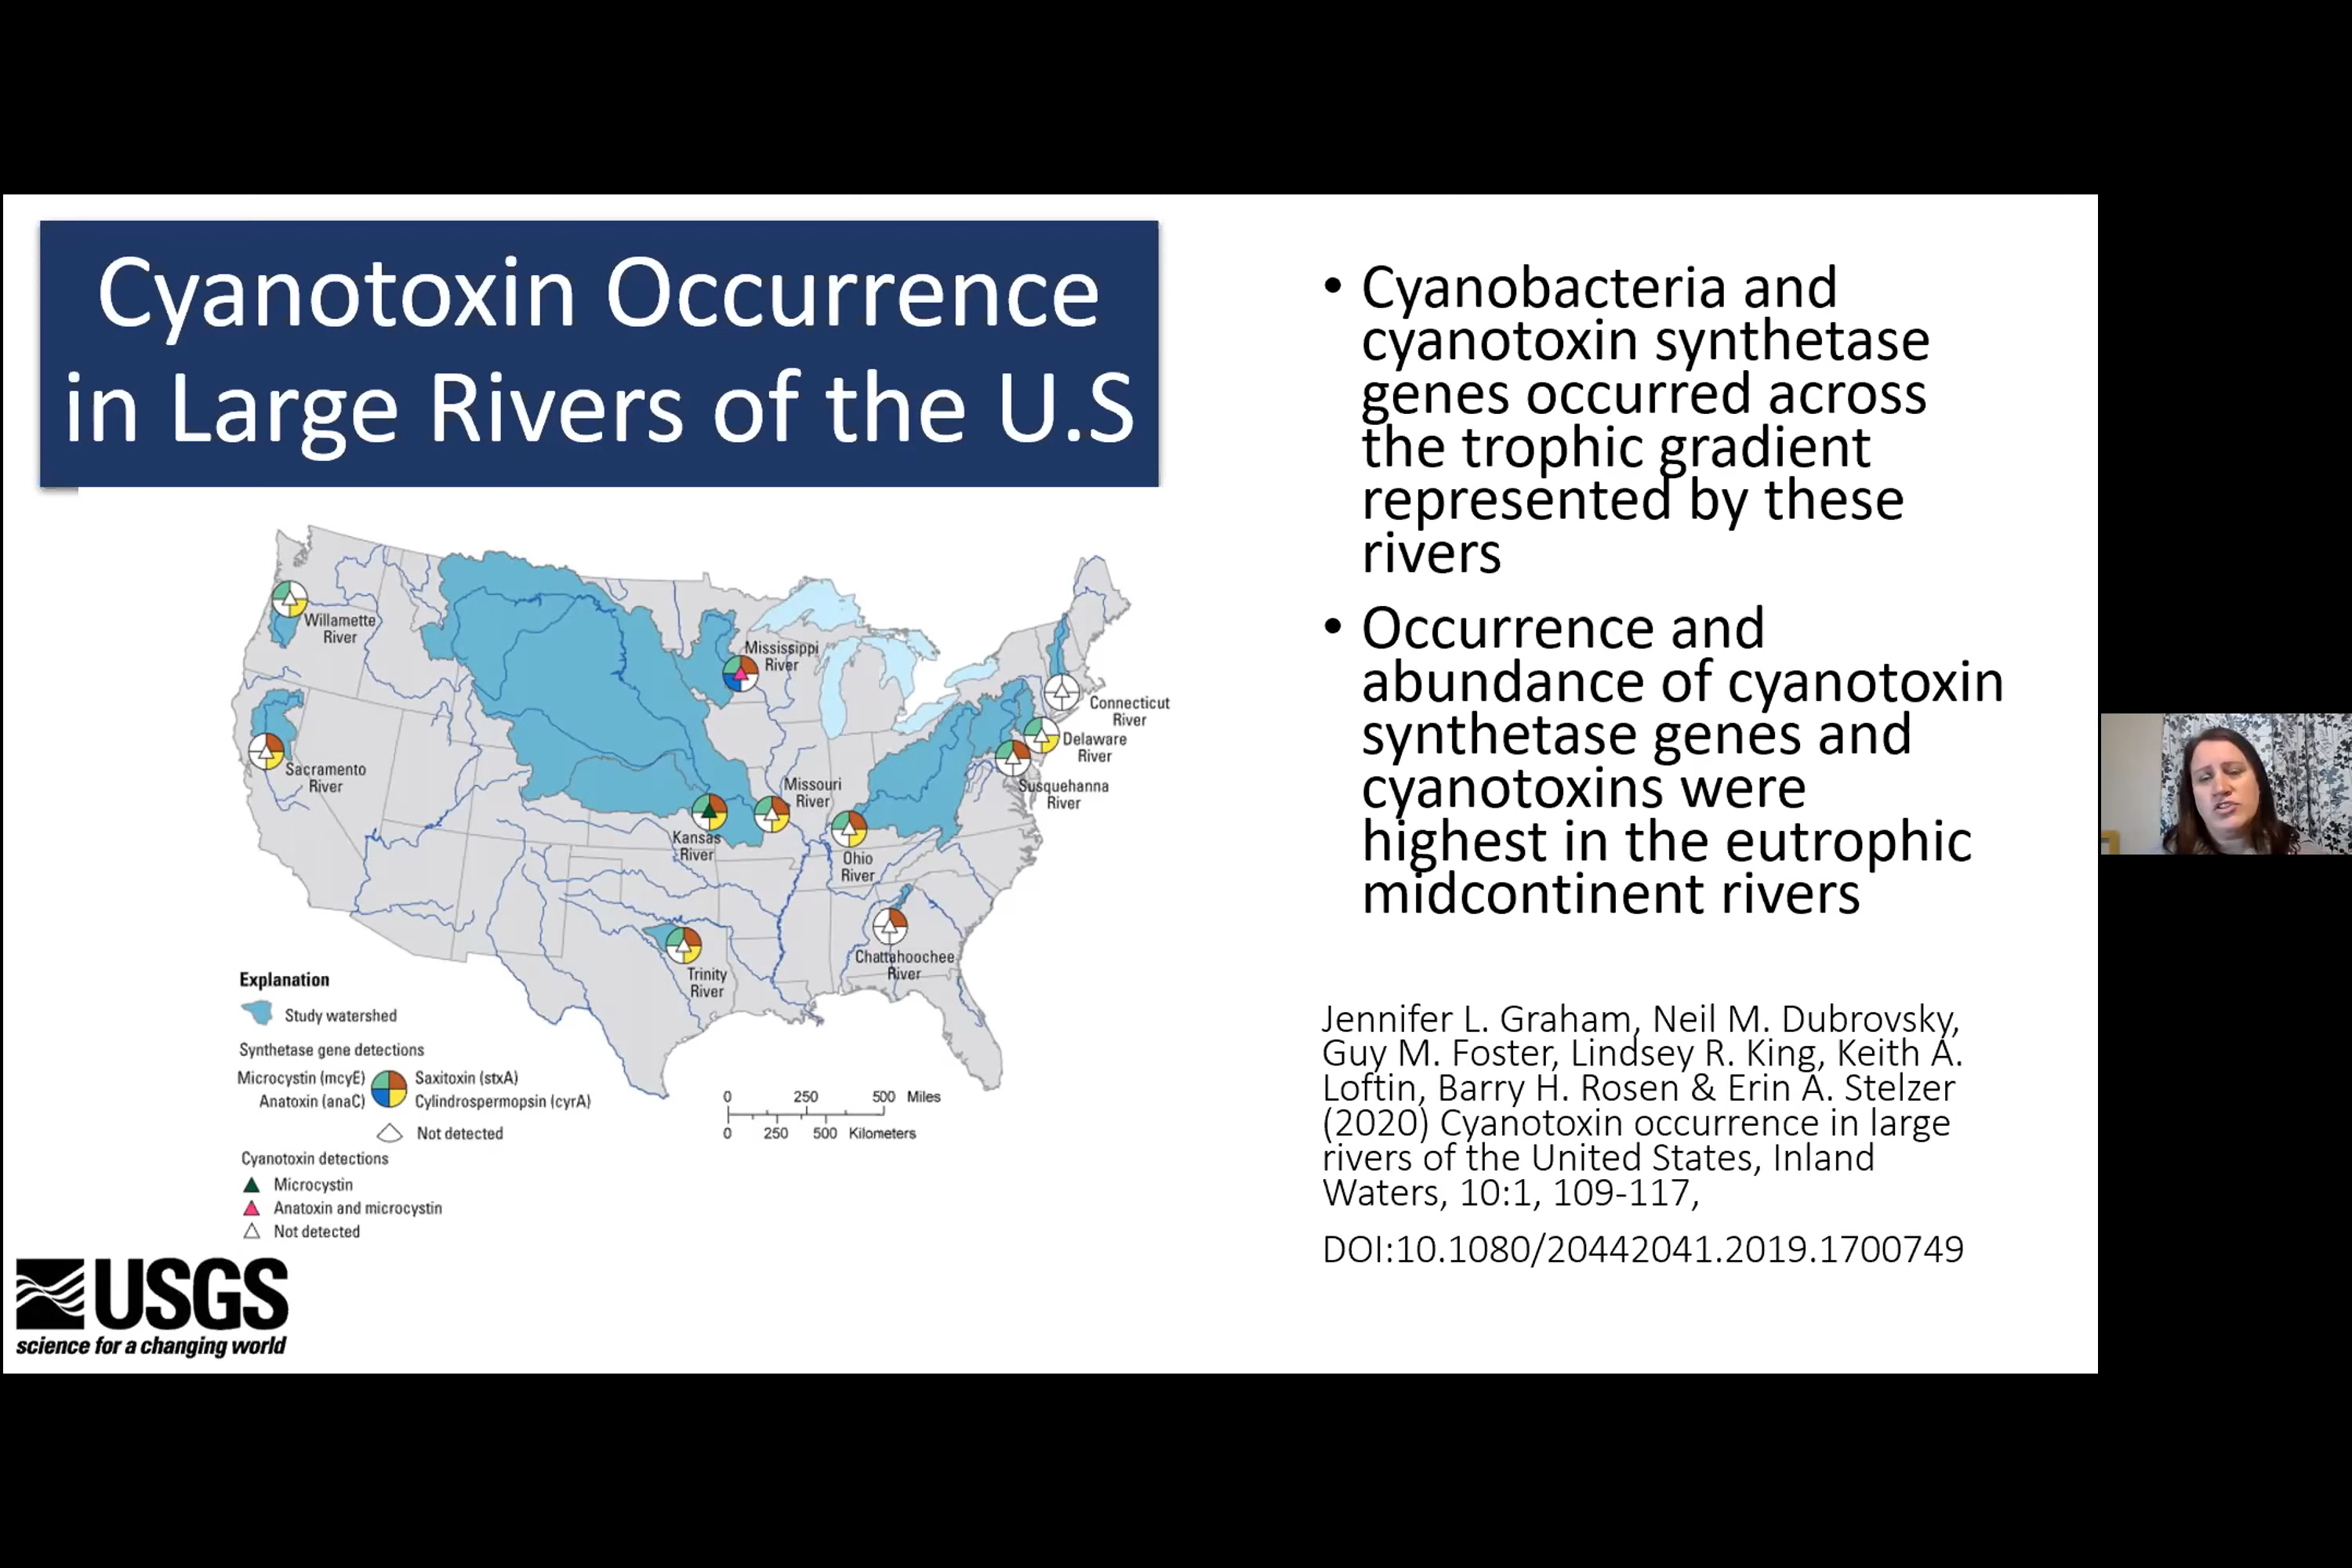 Cyanotoxin Occurrence
in Large Rivers of the U.S
• Cyanobacteria and
cyanotoxin synthetase
genes occurred across
the trophic gradient
represented by these
rivers
• Occurrence and
abundance of cyanotoxin
synthetase genes and
cyanotoxins were
highest in the eutrophic
midcontinent rivers
Jennifer L. Graham, Neil M. Dubrovsky,
Guy M. Foster, Lindsey R. King, Keith A.
Loftin, Barry H. Rosen & Erin A. Stelzer
(2020) Cyanotoxin occurrence in large
rivers of the United States, Inland
Waters, 10:1, 109-117,
DOI:10.1080/20442041.2019.1700749
Willamette
River
Mississippi
River
Connecticut
River
Delaware
River
Susquehanna
River
Sacramento
River
Missouri
River
Kansas
River
Ohio
River
Chattahoochee
River
Trinity
River
Explanation
Study watershed
Synthetase gene detections
Microcystin (mcyE) Saxitoxin (stxA)
Anatoxin (anaC) Cylindrospermopsin (cyrA)
Not detected
Cyanotoxin detections
Microcystin
Anatoxin and microcystin
Not detected
0 250 500 Miles
0 250 500 Kilometers
USGS
science for a changing world